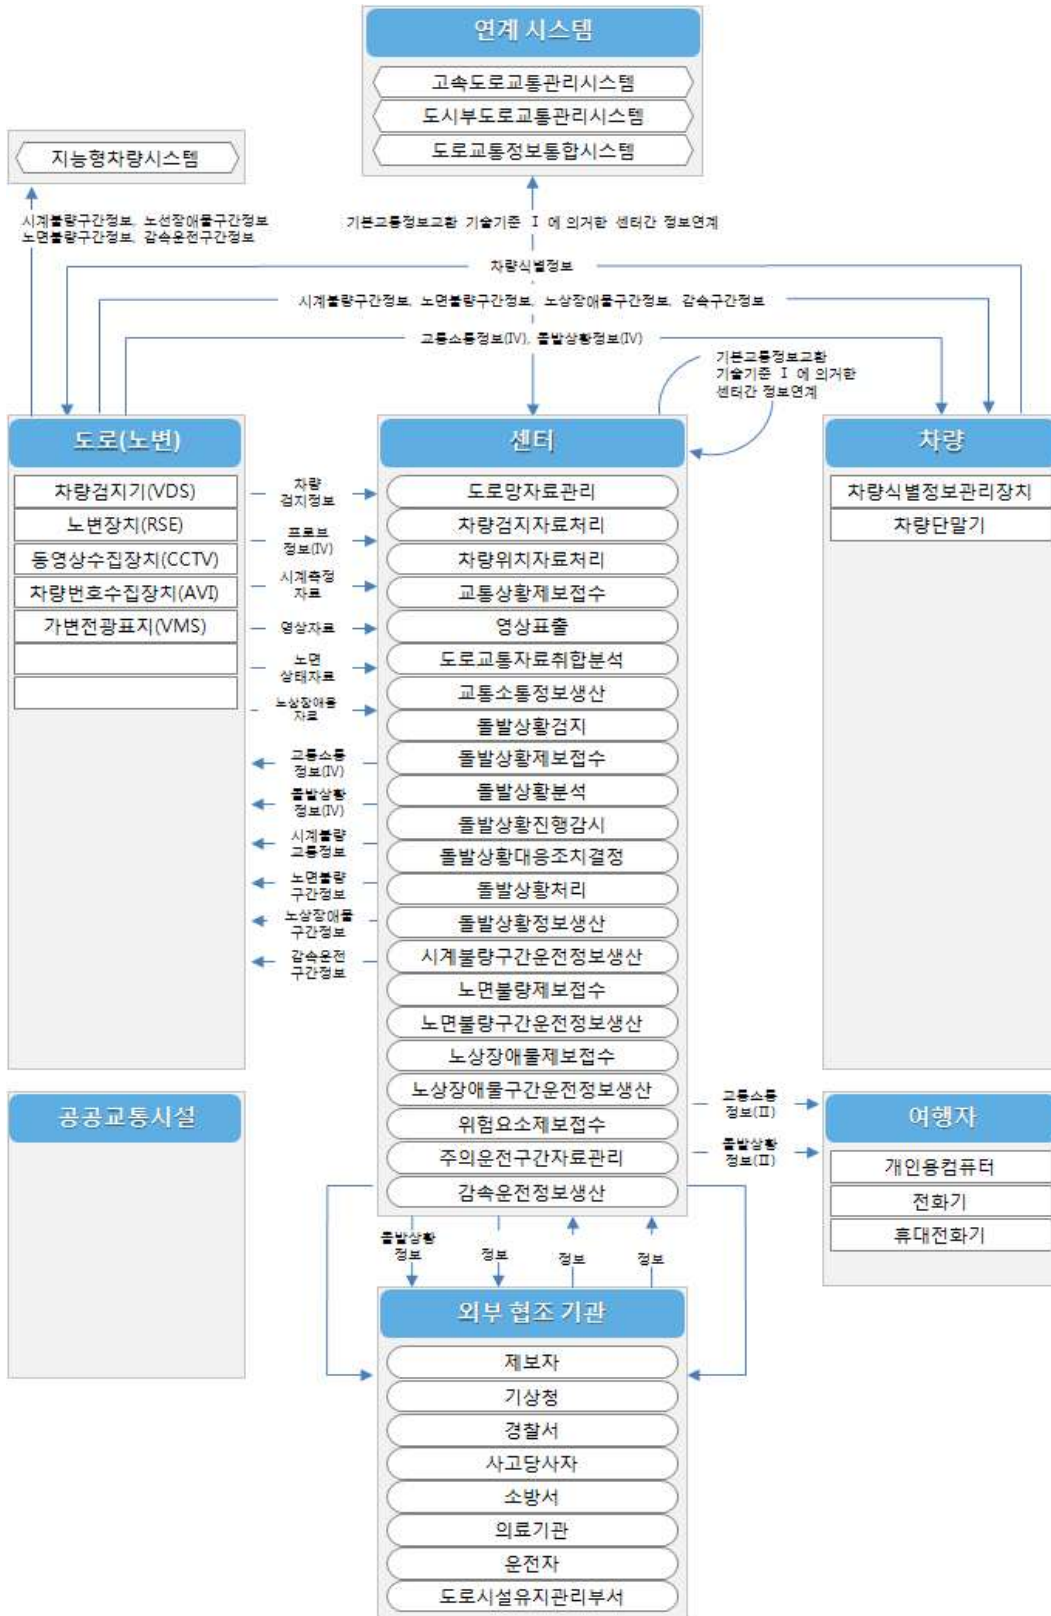 연계 시스템
고속도로교통관리시스템
도시부도로교통관리시스템
도로교통정보통합시스템
지능형차량시스템
시계불량구간정보, 노선장애물구간정보
노면불량구간정보, 감속운전구간정보
기본교통정보교환 기술기준 Ⅰ 에 의거한 센터간 정보연계
차량식별정보
시계불량구간정보, 노면불량구간정보, 노상장애물구간정보, 감속구간정보
교통소통정보(IV), 돌발상황정보(IV)
기본교통정보교환
기술기준 Ⅰ 에 의거한
센터간 정보연계
도로(노변)
차량검지기(VDS)
노변장치(RSE)
동영상수집장치(CCTV)
차량번호수집장치(AVI)
가변전광표지(VMS)
차량
검지정보
프로브
정보(IV)
시계측정
자료
영상자료
노면
상태자료
노상장애물
자료
교통소통
정보(IV)
돌발상황
정보(IV)
시계불량
교통정보
노면불량
구간정보
노상장애물
구간정보
감속운전
구간정보
센터
도로망자료관리
차량검지자료처리
차량위치자료처리
교통상황제보접수
영상표출
도로교통자료취합분석
교통소통정보생산
돌발상황검지
돌발상황제보접수
돌발상황분석
돌발상황진행감시
돌발상황대응조치결정
돌발상황처리
돌발상황정보생산
시계불량구간운전정보생산
노면불량제보접수
노면불량구간운전정보생산
노상장애물제보접수
노상장애물구간운전정보생산
위험요소제보접수
주의운전구간자료관리
감속운전정보생산
차량
차량식별정보관리장치
차량단말기
공공교통시설
교통소통
정보(Ⅱ)
돌발상황
정보(Ⅱ)
여행자
개인용컴퓨터
전화기
휴대전화기
돌발상황
정보
정보
정보
정보
외부 협조 기관
제보자
기상청
경찰서
사고당사자
소방서
의료기관
운전자
도로시설유지관리부서